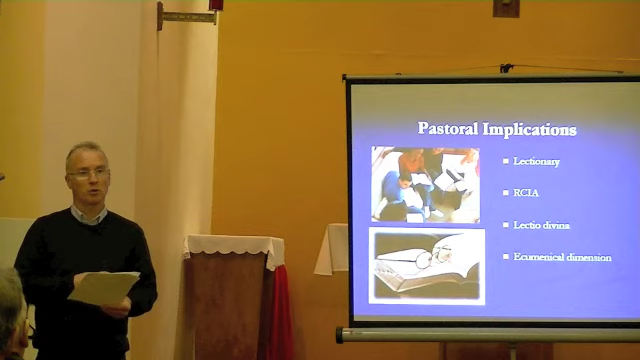 Pastoral Implications
Lectionary
RCIA
Lectio divina
Ecumenical dimension